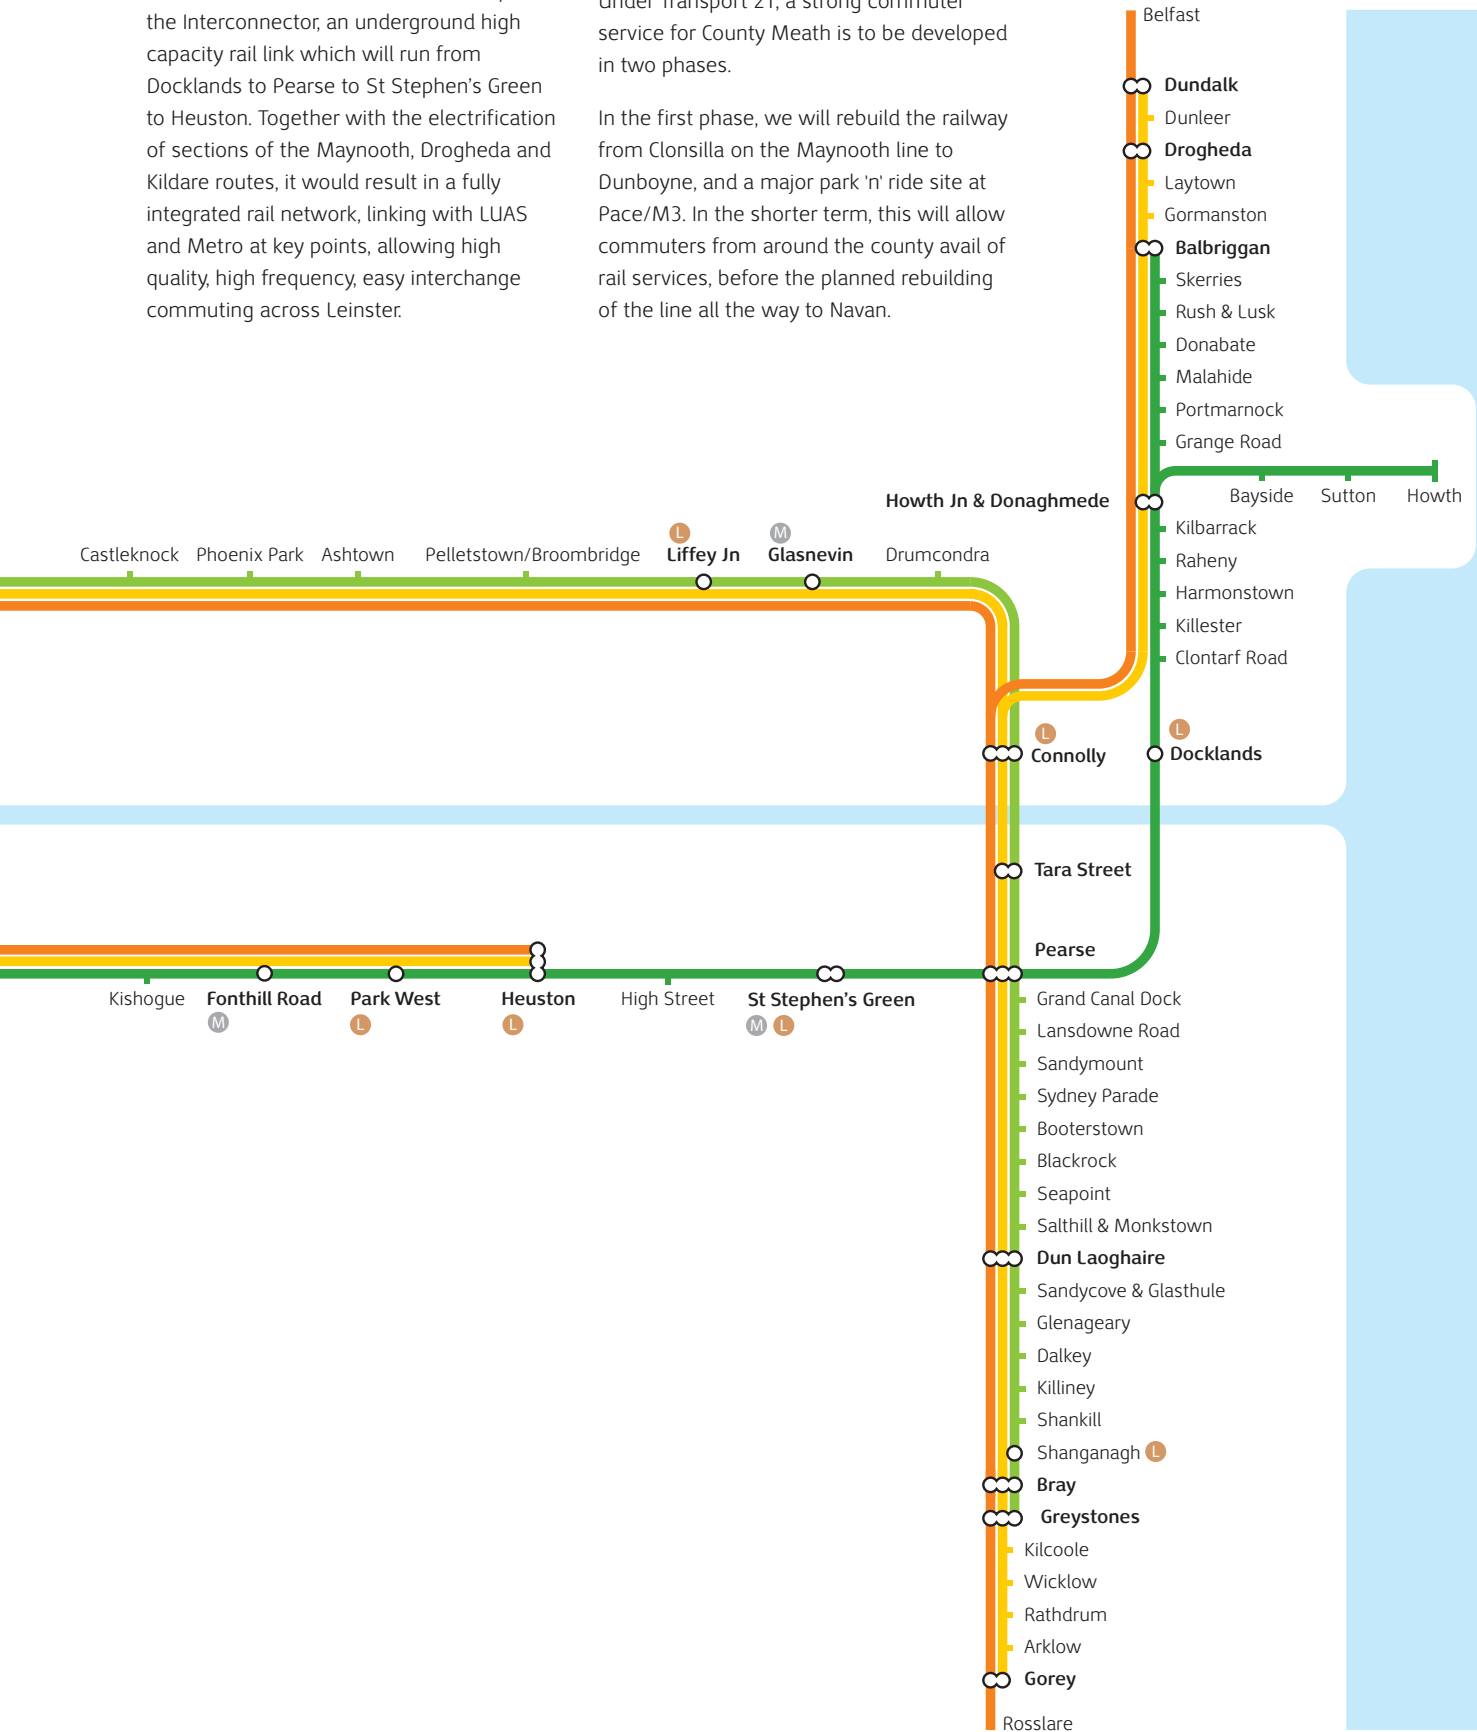 the Interconnector, an underground high
capacity rail link which will run from
Docklands to Pearse to St Stephen's Green
to Heuston. Together with the electrification
of sections of the Maynooth, Drogheda and
Kildare routes, it would result in a fully
integrated rail network, linking with LUAS
and Metro at key points, allowing high
quality, high frequency, easy interchange
commuting across Leinster.
Under Transport 21, a strong commuter
service for County Meath is to be developed
in two phases.
In the first phase, we will rebuild the railway
from Clonsilla on the Maynooth line to
Dunboyne, and a major park 'n' ride site at
Pace/M3. In the shorter term, this will allow
commuters from around the county avail of
rail services, before the planned rebuilding
of the line all the way to Navan.
Belfast
Dundalk
Dunleer
Drogheda
Laytown
Gormanston
Balbriggan
Skerries
Rush & Lusk
Donabate
Malahide
Portmarnock
Grange Road
Howth Jn & Donaghmede
Bayside Sutton Howth
Kilbarrack
Raheny
Harmonstown
Killester
Clontarf Road
L M
Castleknock Phoenix Park Ashtown Pelletstown/Broombridge Liffey Jn Glasnevin Drumcondra
L L
Connolly Docklands
Tara Street
Pearse
Kishogue Fonthill Road Park West Heuston High Street St Stephen's Green
M L L M L
Grand Canal Dock
Lansdowne Road
Sandymount
Sydney Parade
Booterstown
Blackrock
Seapoint
Salthill & Monkstown
Dun Laoghaire
Sandycove & Glasthule
Glenageary
Dalkey
Killiney
Shankill
Shanganagh L
Bray
Greystones
Kilcoole
Wicklow
Rathdrum
Arklow
Gorey
Rosslare